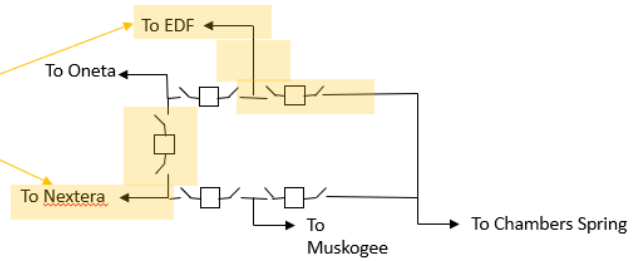 To EDF
To Oneta
To Nextera
To
Muskogee
To Chambers Spring